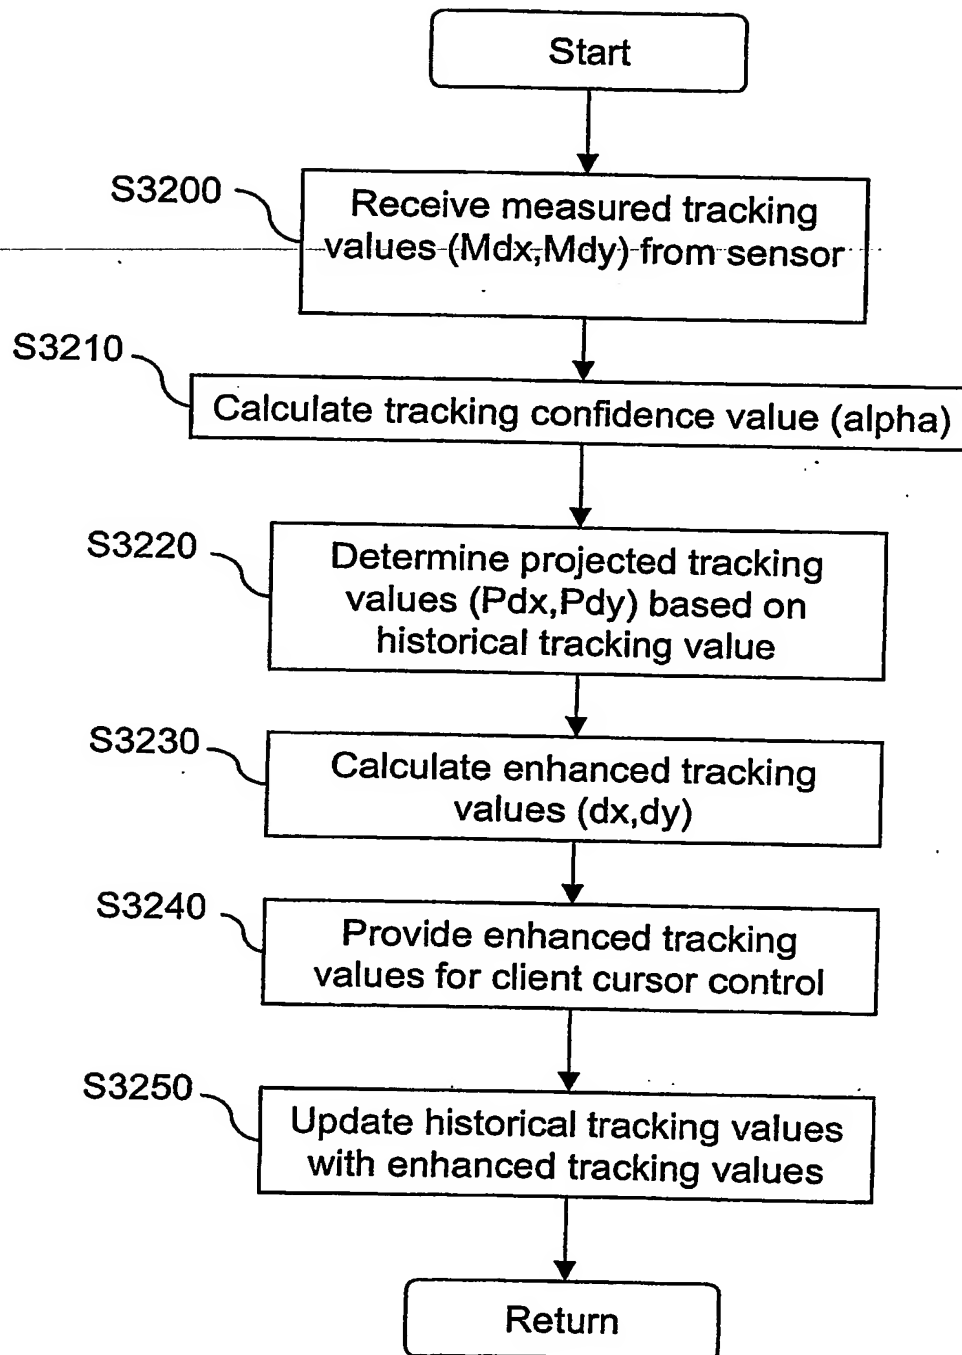 Start
S3200
Receive measured tracking
values (Mdx,Mdy) from sensor
S3210
Calculate tracking confidence value (alpha)
S3220
Determine projected tracking
values (Pdx,Pdy) based on
historical tracking value
S3230
Calculate enhanced tracking
values (dx,dy)
S3240
Provide enhanced tracking
values for client cursor control
S3250
Update historical tracking values
with enhanced tracking values
Return